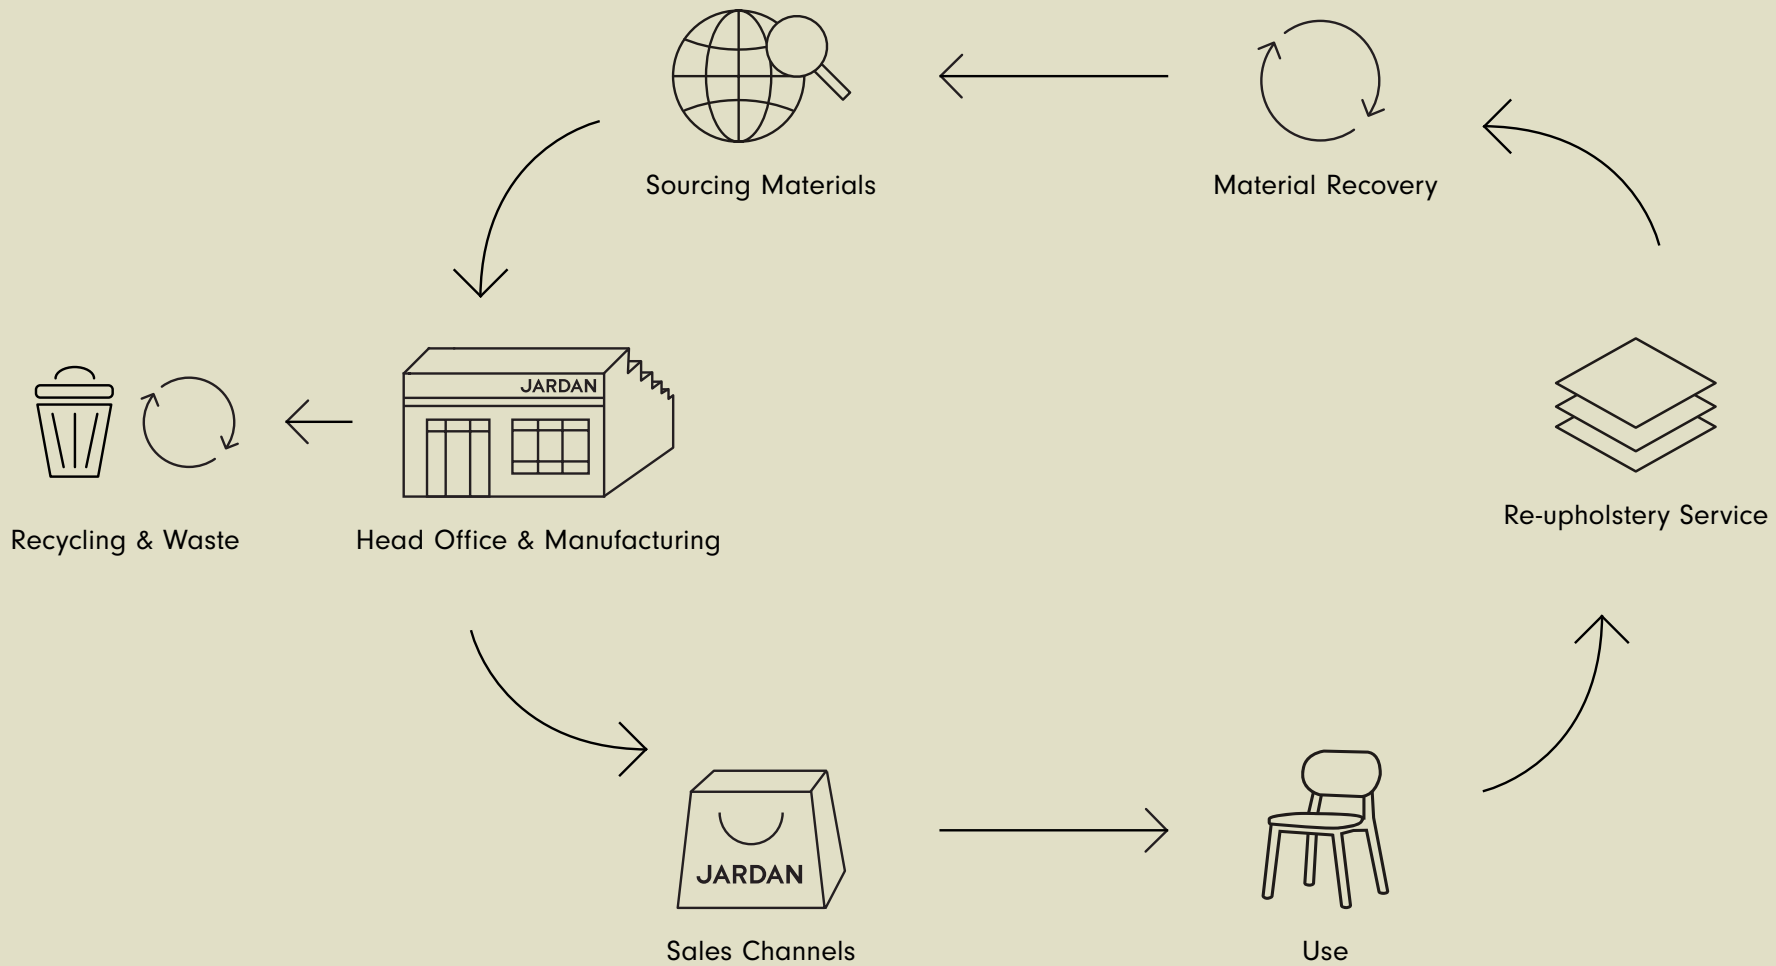 Sourcing Materials
Material Recovery
JARDAN
Recycling & Waste
Head Office & Manufacturing
Re-upholstery Service
JARDAN
Sales Channels
Use